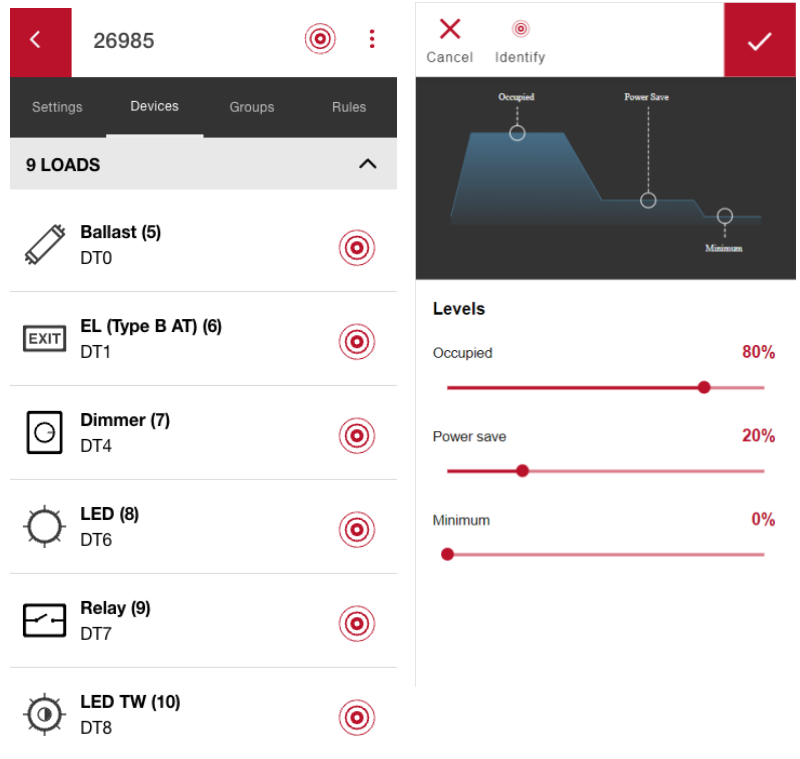 26985
Settings Devices Groups Rules
9 LOADS
Ballast (5)
DT0
EXIT
EL (Type B AT) (6)
DT1
Dimmer (7)
DT4
LED (8)
DT6
Relay (9)
DT7
LED TW (10)
DT8
Cancel Identify
Occupied Power Save
Minimum
Levels
Occupied 80%
Power save 20%
Minimum 0%